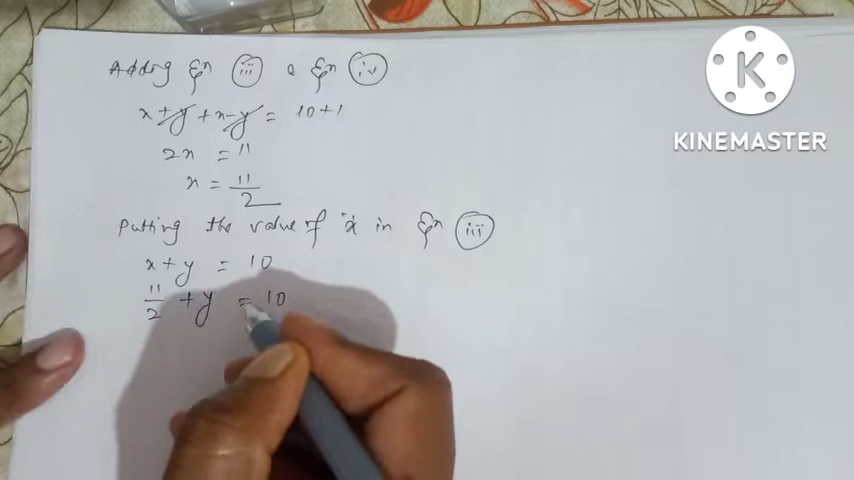 Adding Eqn (iii) & Eqn (iv)
x + y + x - y = 10 + 1
2x = 11
x = 11/2
Putting the value of 'x' in Eqn (iii)
x + y = 10
11/2 + y = 10
KINEMASTER